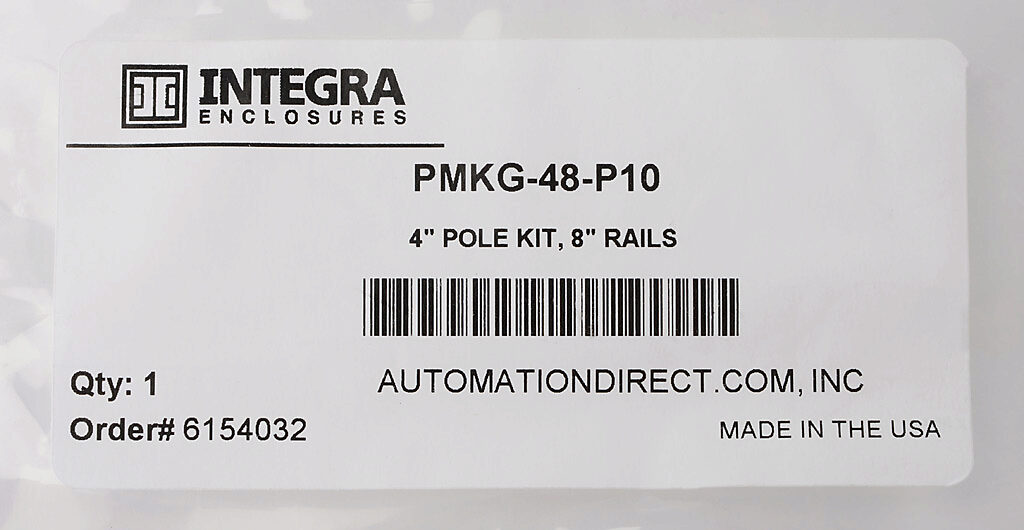 INTEGRA
ENCLOSURES
PMKG-48-P10
4" POLE KIT, 8" RAILS
Qty: 1
AUTOMATIONDIRECT.COM, INC
Order# 6154032
MADE IN THE USA